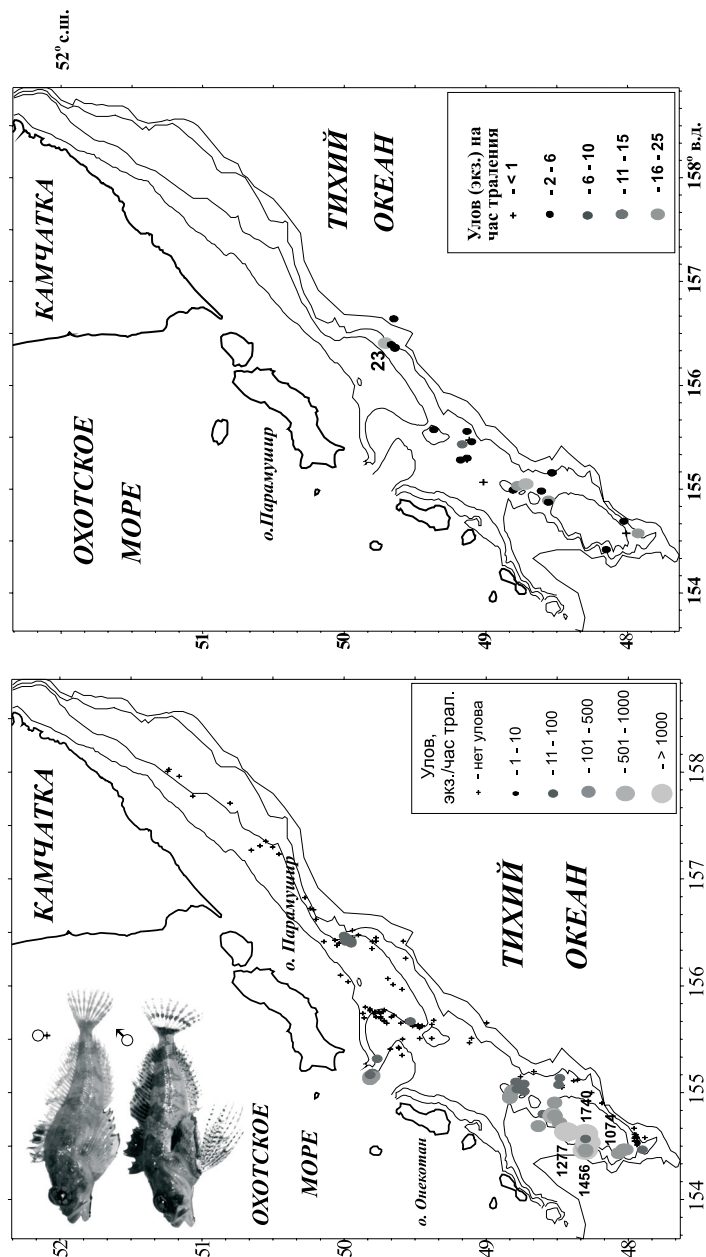 ♀
♂
КАМЧАТКА
ОХОТСКОЕ
МОРЕ
о. Парамушир
о. Онекотан
ТИХИЙ
ОКЕАН
1277
1456
1740
1074
Улов,
экз./час трал.
+ - нет улова
- 1 - 10
- 11 - 100
- 101 - 500
- 501 - 1000
- > 1000
52
51
50
49
48
154
155
156
157
158
КАМЧАТКА
ОХОТСКОЕ
МОРЕ
о.Парамушир
ТИХИЙ
ОКЕАН
23
Улов (экз.) на
час траления
+ - < 1
- 2 - 6
- 6 - 10
- 11 - 15
- 16 - 25
52° с.ш.
51
50
49
48
154
155
156
157
158° в.д.